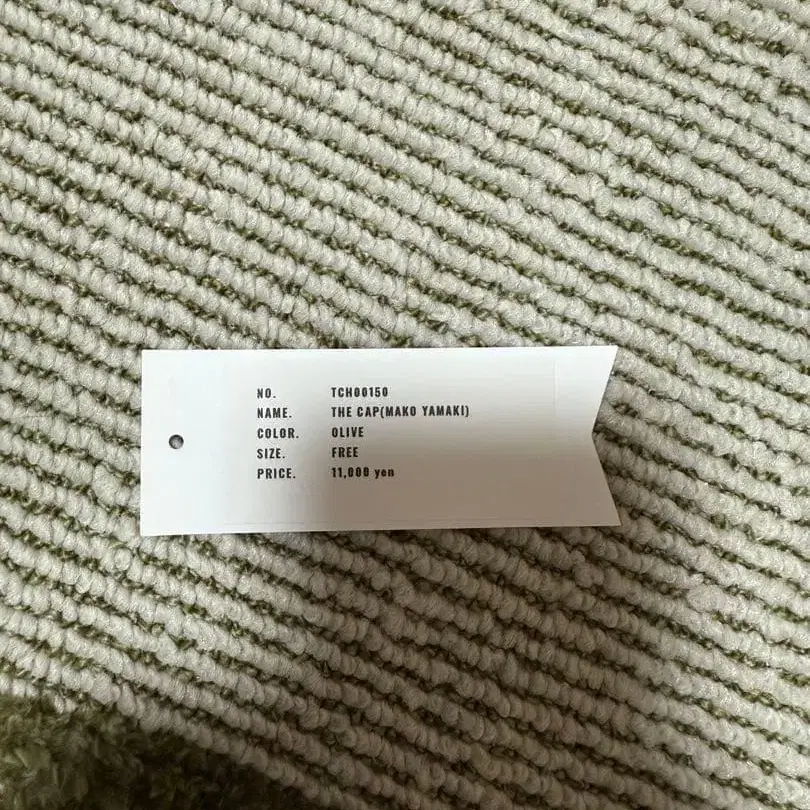 NO. TCH00150
NAME. THE CAP(MAKO YAMAKI)
COLOR. OLIVE
SIZE. FREE
PRICE. 11,000 yen